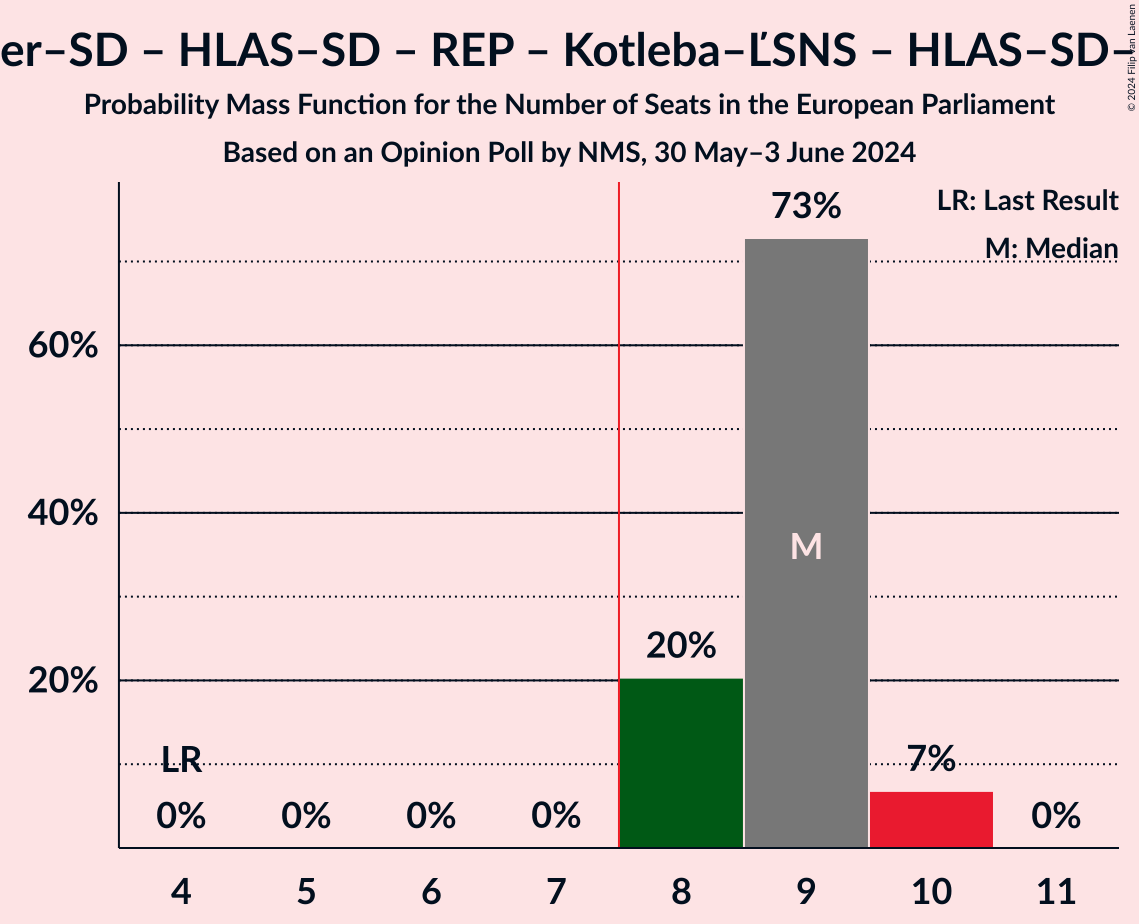 er–SD – HLAS–SD – REP – Kotleba–ĽSNS – HLAS–SD–
Probability Mass Function for the Number of Seats in the European Parliament
Based on an Opinion Poll by NMS, 30 May–3 June 2024
© 2024 Filip van Laenen
LR: Last Result
M: Median
73%
60%
40%
M
20%
20%
LR
7%
0% 0% 0% 0% 0%
4 5 6 7 8 9 10 11